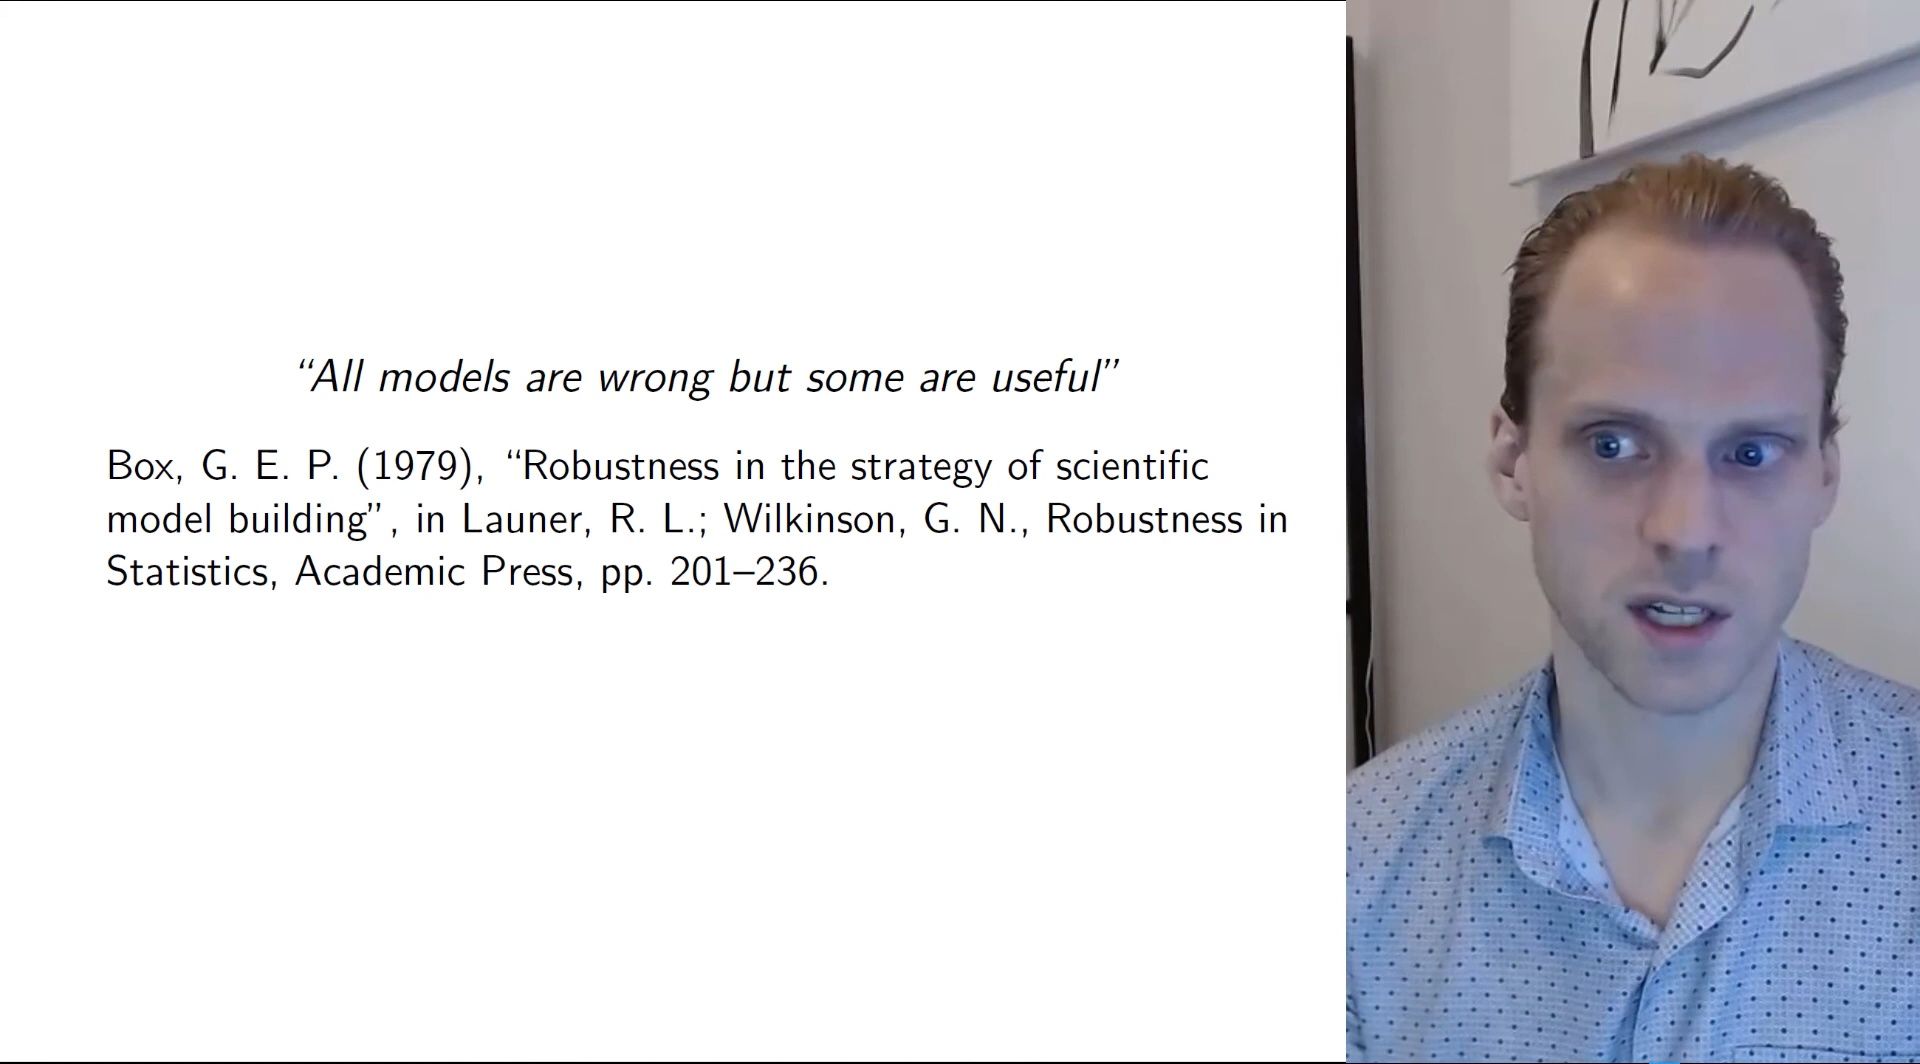 “All models are wrong but some are useful”
Box, G. E. P. (1979), “Robustness in the strategy of scientific
model building”, in Launer, R. L.; Wilkinson, G. N., Robustness in
Statistics, Academic Press, pp. 201–236.